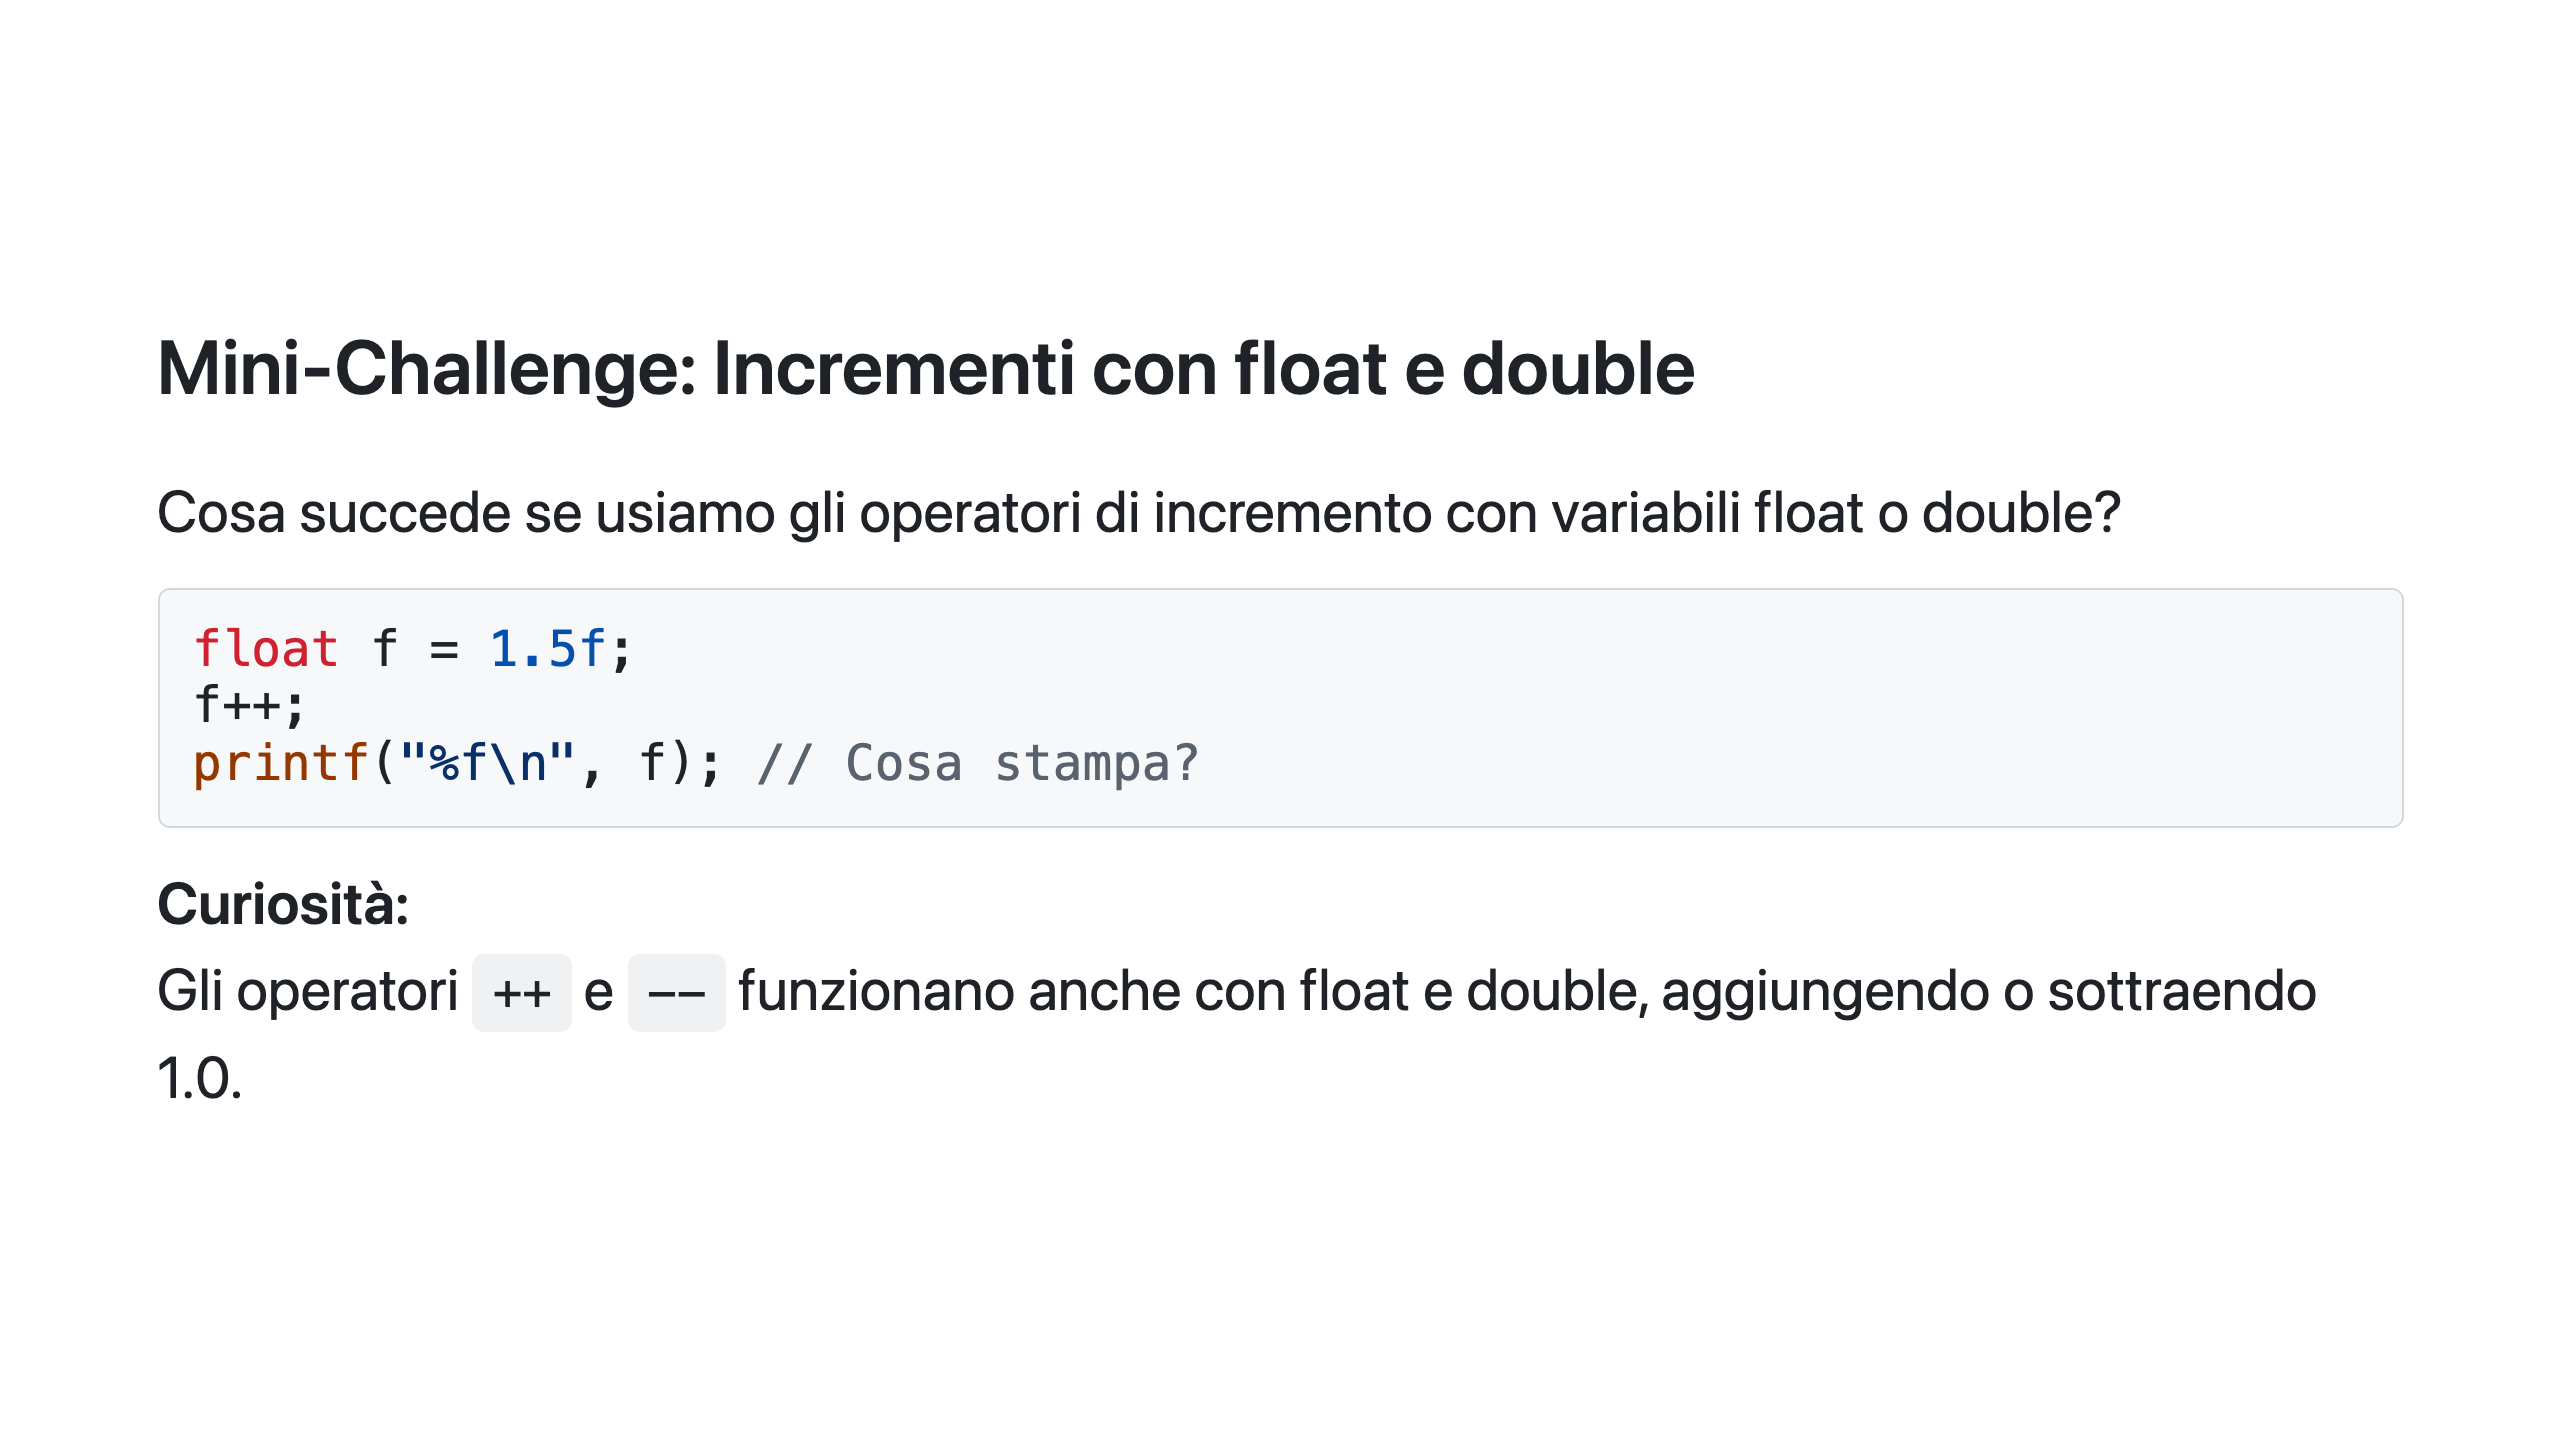 Mini-Challenge: Incrementi con float e double
Cosa succede se usiamo gli operatori di incremento con variabili float o double?
float f = 1.5f;
f++;
printf("%f\n", f); // Cosa stampa?
Curiosità:
Gli operatori ++ e -- funzionano anche con float e double, aggiungendo o sottraendo
1.0.